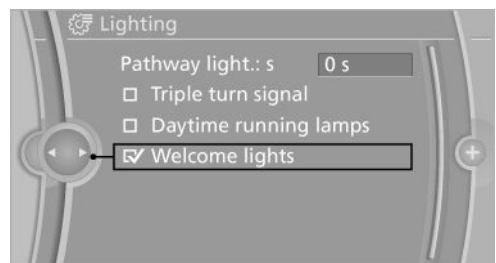 Lighting
Pathway light.: s 0 s
Triple turn signal
Daytime running lamps
Welcome lights